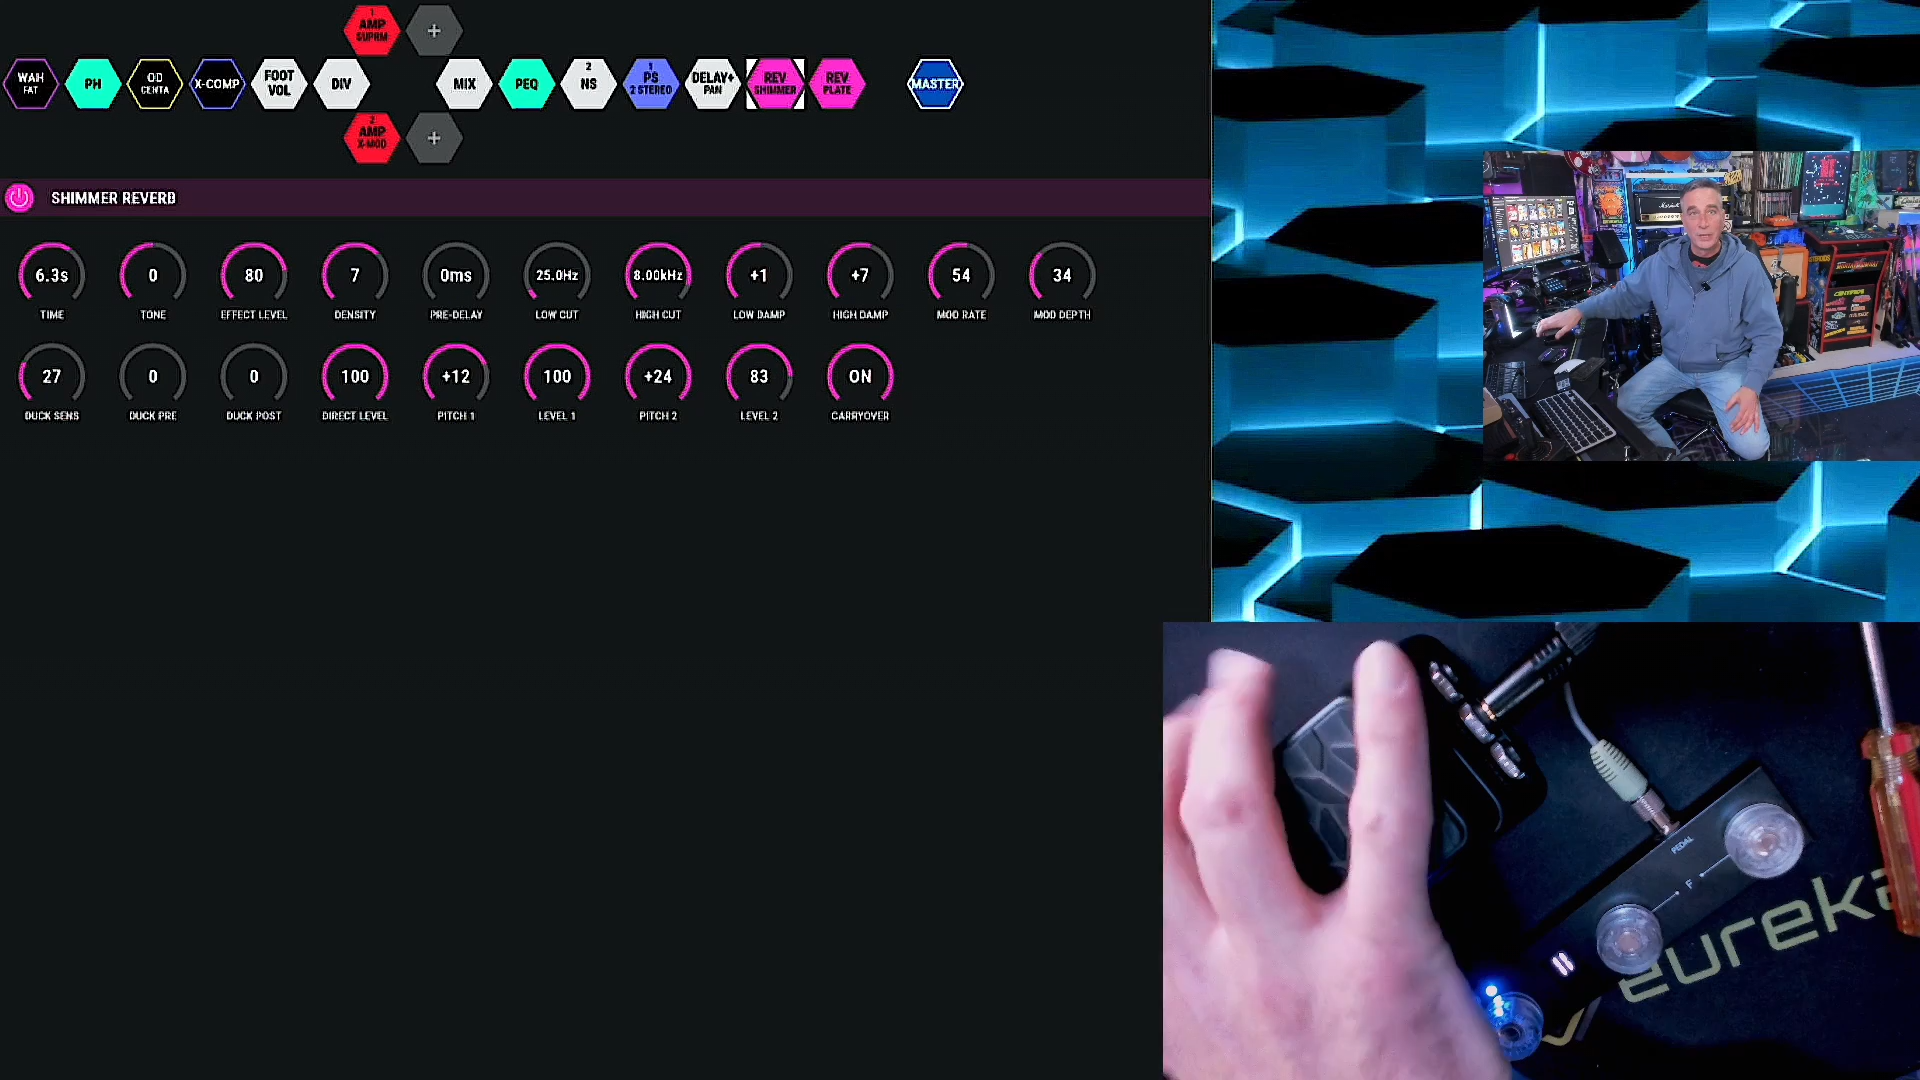 1
AMP
SUPRM
+
WAH
FAT
PH
OD
CENTA
X-COMP
FOOT
VOL
DIV
MIX
PEQ
2
NS
1
PS
2 STEREO
DELAY+
PAN
REV
SHIMMER
REV
PLATE
MASTER
2
AMP
X-MOD
+
SHIMMER REVERB
6.3s
0
80
7
0ms
25.0Hz
8.00kHz
+1
+7
54
34
TIME
TONE
EFFECT LEVEL
DENSITY
PRE-DELAY
LOW CUT
HIGH CUT
LOW DAMP
HIGH DAMP
MOD RATE
MOD DEPTH
27
0
0
100
+12
100
+24
83
ON
DUCK SENS
DUCK PRE
DUCK POST
DIRECT LEVEL
PITCH 1
LEVEL 1
PITCH 2
LEVEL 2
CARRYOVER
Marshall
CENTIPEDE
PEDAL
F
eureka